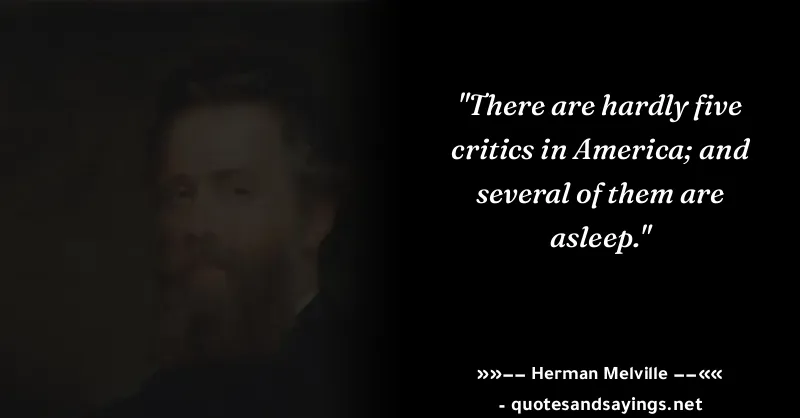 "There are hardly five
critics in America; and
several of them are
asleep."
»»−− Herman Melville −−««
- quotesandsayings.net